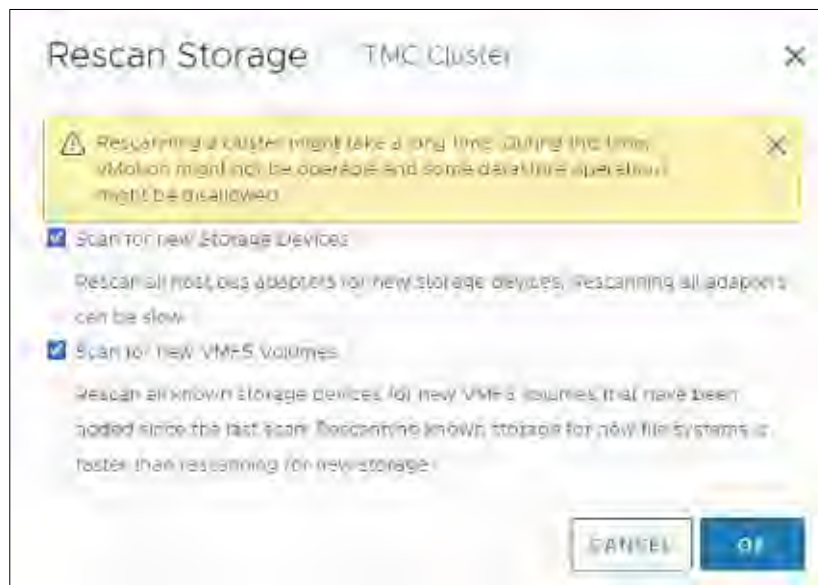 Rescan Storage TMC Cluster
Rescanning a cluster might take a long time. During this time,
vMotion might not be operable and some datastore operations
might be disallowed.
Scan for new Storage Devices
Rescan all host bus adapters for new storage devices. Rescanning all adapters
can be slow.
Scan for new VMFS Volumes
Rescan all known storage devices for new VMFS volumes that have been
added since the last scan. Rescanning known storage for new file systems is
faster than rescanning for new storage.
CANCEL OK